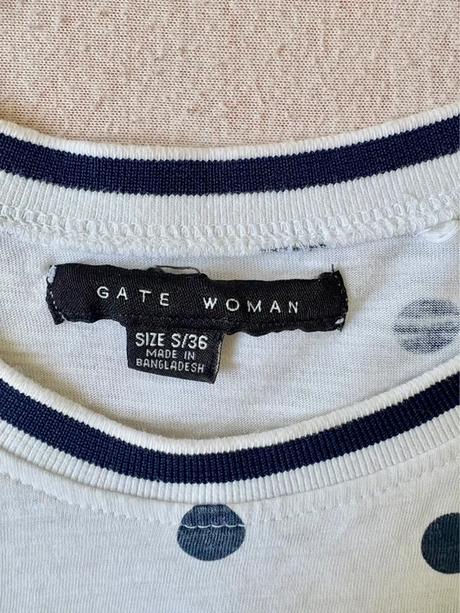 GATE WOMAN
SIZE S/36
MADE IN
BANGLADESH